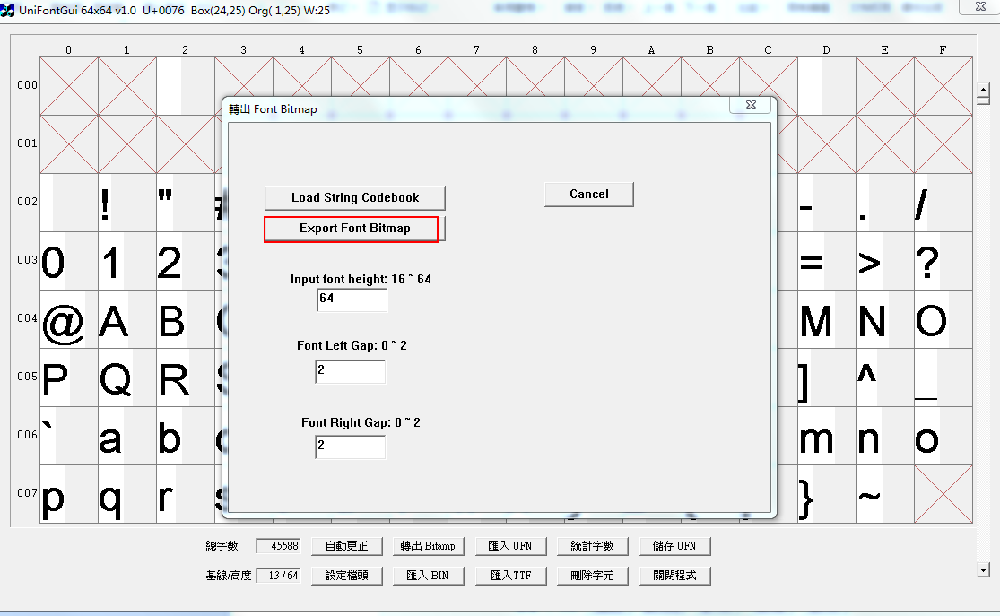 UniFontGui 64x64 v1.0 U+0076 Box(24,25) Org( 1,25) W:25
0 1 2 3 4 5 6 7 8 9 A B C D E F
000
轉出 Font Bitmap
001
Load String Codebook
Cancel
002 ! " # - . /
Export Font Bitmap
003 0 1 2 3 = > ?
Input font height: 16 ~ 64
64
004 @ A B C M N O
Font Left Gap: 0 ~ 2
2
005 P Q R S ] ^ _
Font Right Gap: 0 ~ 2
006 ` a b c m n o
2
007 p q r s } ~
總字數 45588 自動更正 轉出 Bitamp 匯入 UFN 統計字數 儲存 UFN
基線/高度 13 / 64 設定檔頭 匯入 BIN 匯入TTF 刪除字元 關閉程式